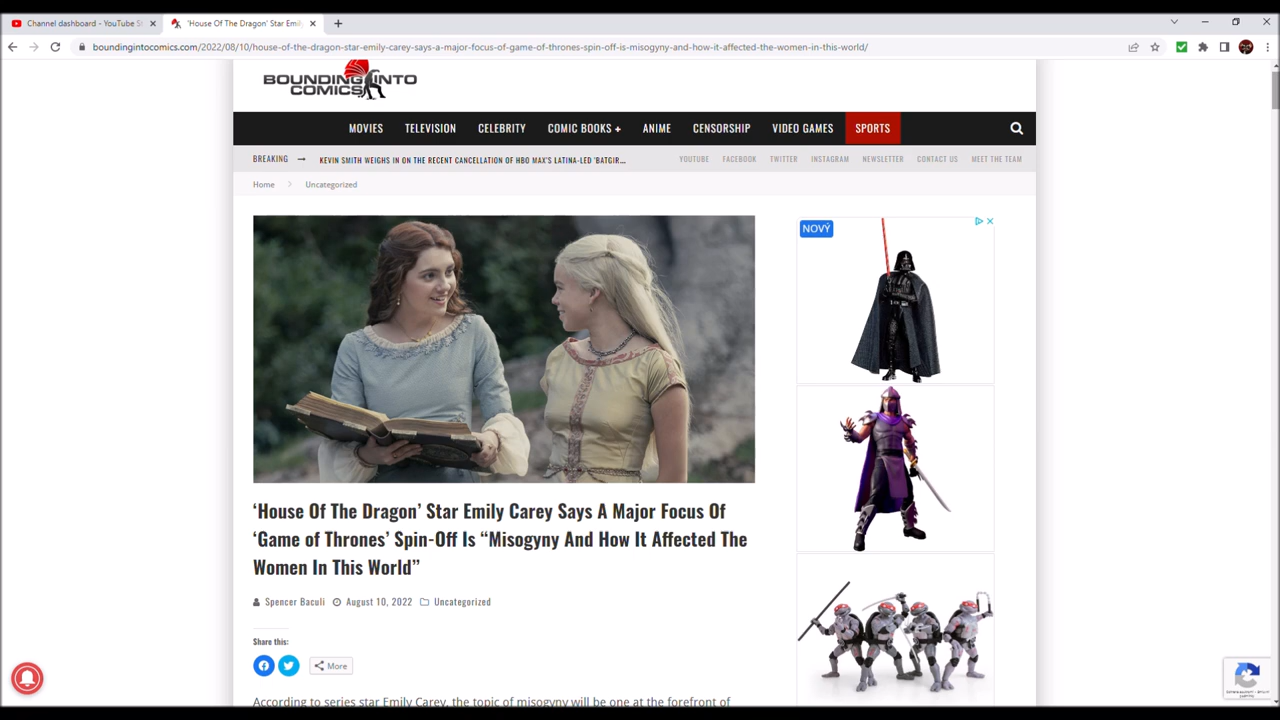 Channel dashboard - YouTube St
'House Of The Dragon' Star Emil
boundingintocomics.com/2022/08/10/house-of-the-dragon-star-emily-carey-says-a-major-focus-of-game-of-thrones-spin-off-is-misogyny-and-how-it-affected-the-women-in-this-world/
BOUNDING INTO
COMICS
MOVIES TELEVISION CELEBRITY COMIC BOOKS + ANIME CENSORSHIP VIDEO GAMES SPORTS
BREAKING → KEVIN SMITH WEIGHS IN ON THE RECENT CANCELLATION OF HBO MAX'S LATINA-LED 'BATGIR... YOUTUBE FACEBOOK TWITTER INSTAGRAM NEWSLETTER CONTACT US MEET THE TEAM
Home > Uncategorized
NOVÝ
‘House Of The Dragon’ Star Emily Carey Says A Major Focus Of
‘Game of Thrones’ Spin-Off Is “Misogyny And How It Affected The
Women In This World”
Spencer Baculi August 10, 2022 Uncategorized
Share this:
More
According to series star Emily Carey, the topic of misogyny will be one at the forefront of